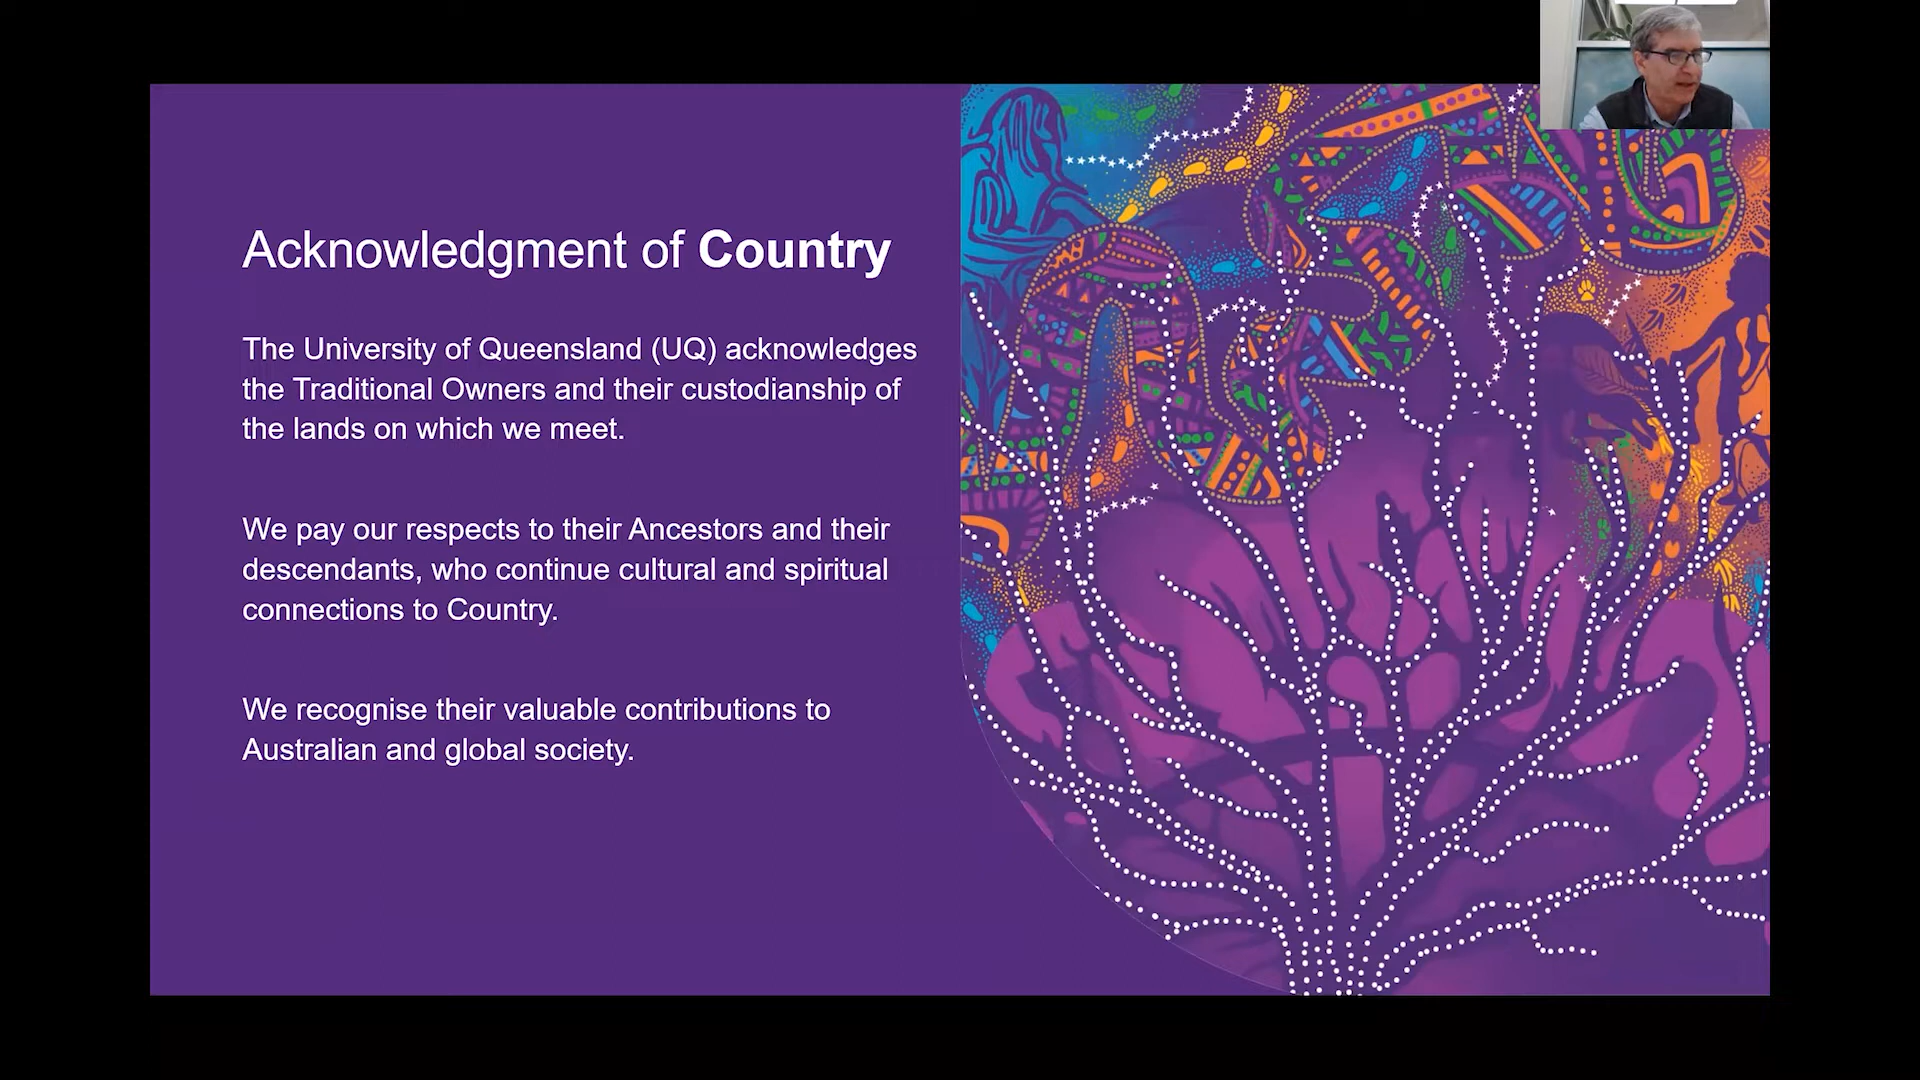 Acknowledgment of Country
The University of Queensland (UQ) acknowledges
the Traditional Owners and their custodianship of
the lands on which we meet.
We pay our respects to their Ancestors and their
descendants, who continue cultural and spiritual
connections to Country.
We recognise their valuable contributions to
Australian and global society.